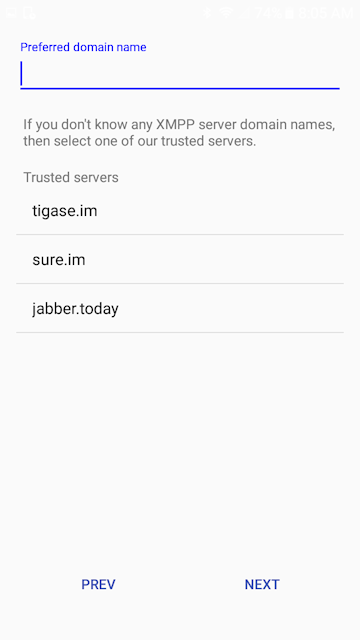 74% 8:05 AM
Preferred domain name
If you don't know any XMPP server domain names,
then select one of our trusted servers.
Trusted servers
tigase.im
sure.im
jabber.today
PREV NEXT